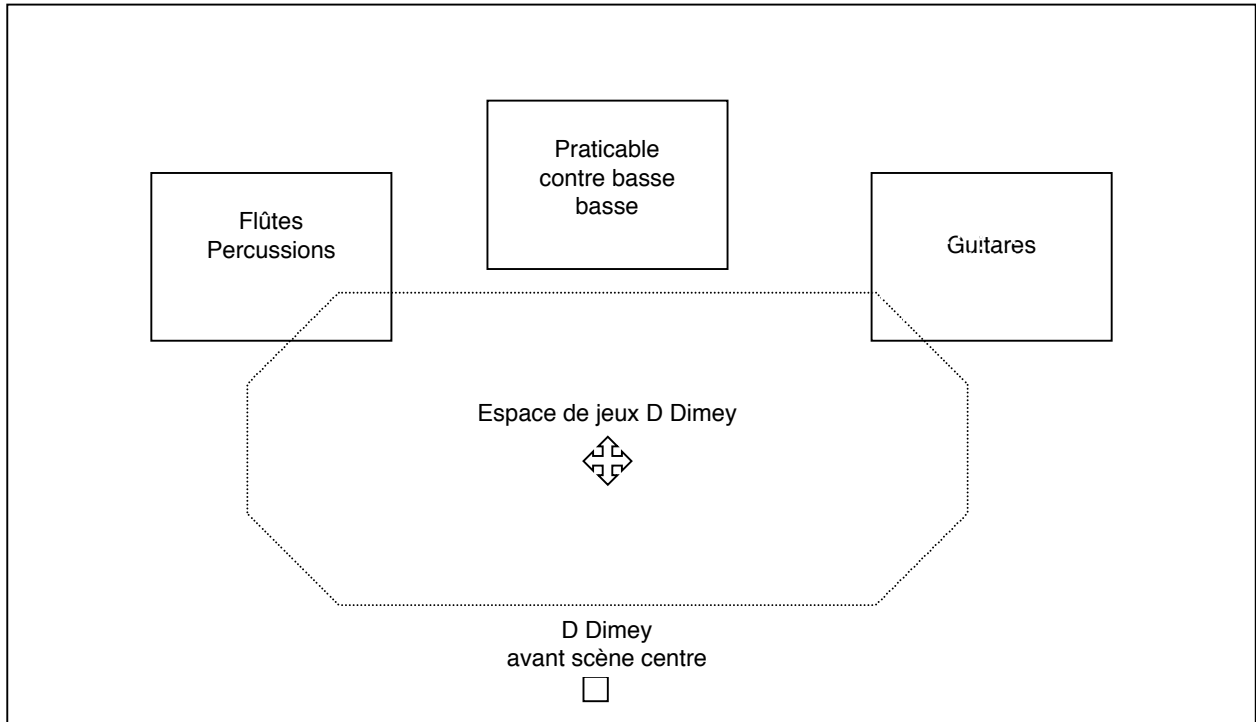 Praticable
contre basse
basse
Flûtes
Percussions
Guitares
Espace de jeux D Dimey
D Dimey
avant scène centre